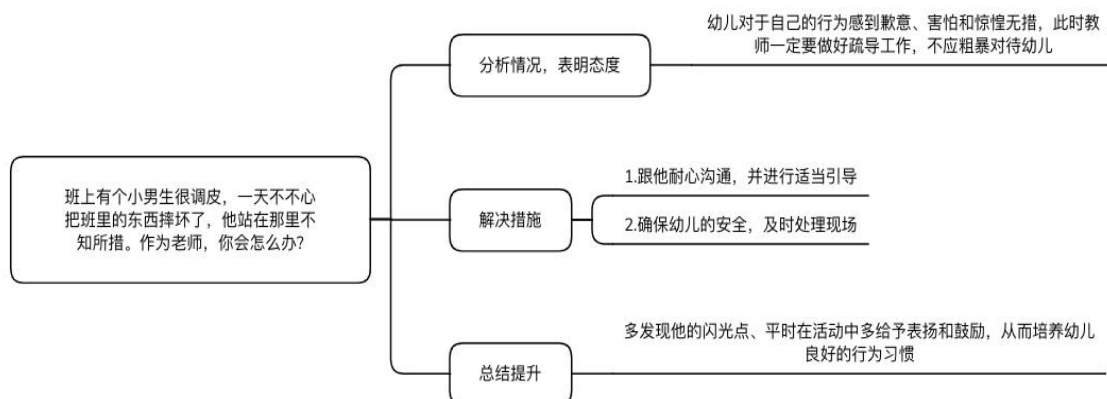 班上有个小男生很调皮，一天不不心
把班里的东西摔坏了，他站在那里不
知所措。作为老师，你会怎么办?
分析情况，表明态度
幼儿对于自己的行为感到歉意、害怕和惊惶无措，此时教
师一定要做好疏导工作，不应粗暴对待幼儿
解决措施
1.跟他耐心沟通，并进行适当引导
2.确保幼儿的安全，及时处理现场
总结提升
多发现他的闪光点、平时在活动中多给予表扬和鼓励，从而培养幼儿
良好的行为习惯